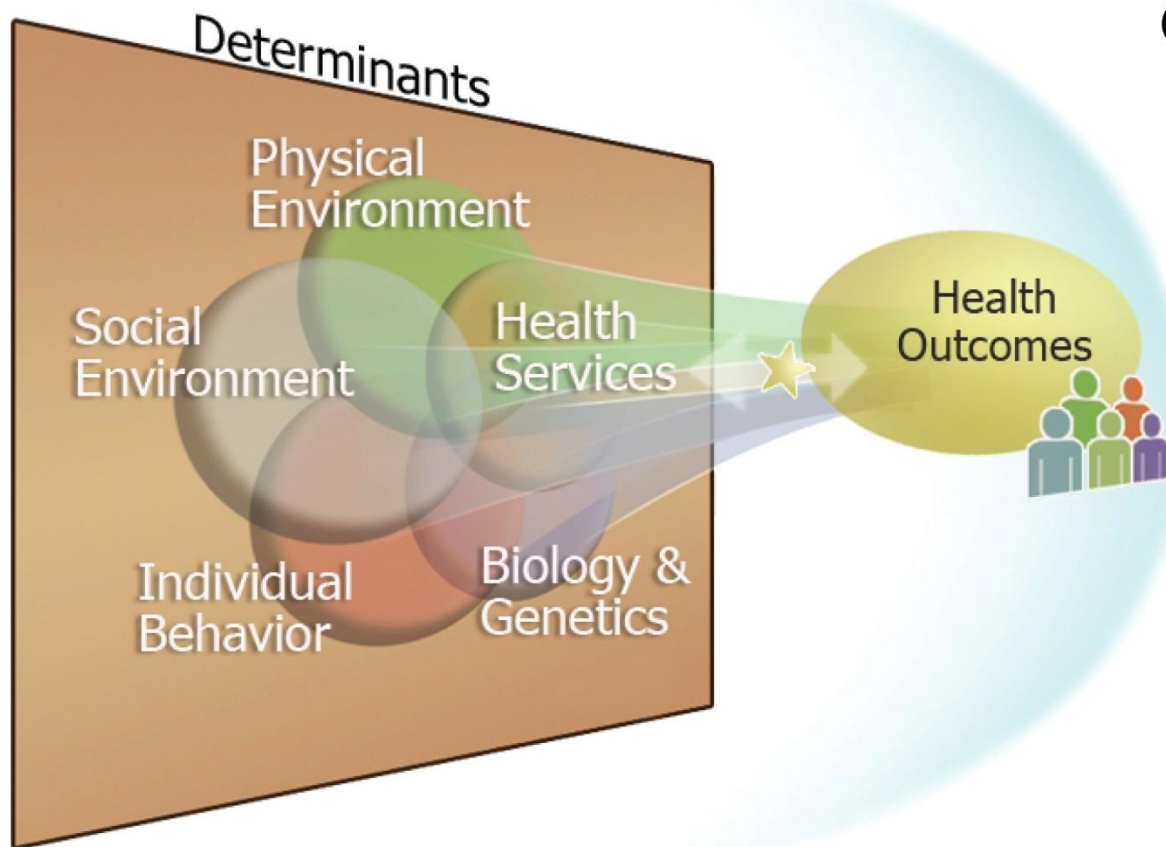 Determinants
Physical
Environment
Social
Environment
Health
Services
Individual
Behavior
Biology &
Genetics
Health
Outcomes